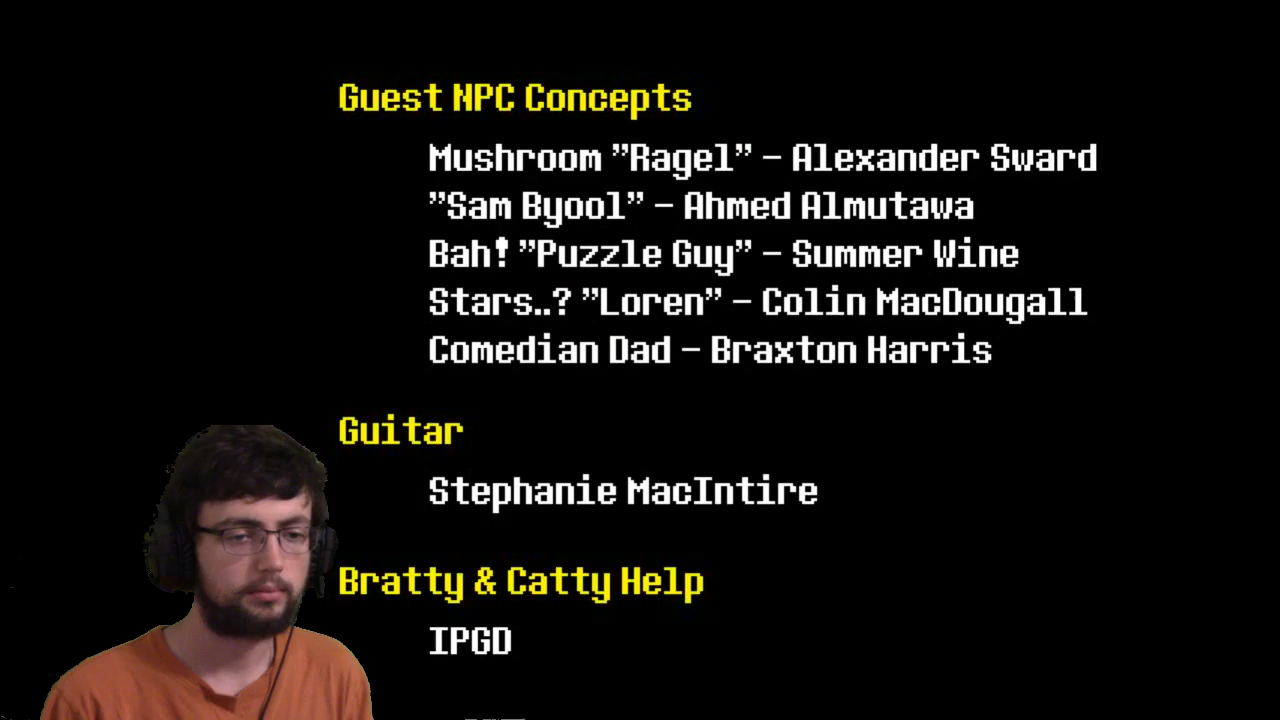 Guest NPC Concepts
Mushroom "Ragel" - Alexander Sward
"Sam Byool" - Ahmed Almutawa
Bah! "Puzzle Guy" - Summer Wine
Stars..? "Loren" - Colin MacDougall
Comedian Dad - Braxton Harris
Guitar
Stephanie MacIntire
Bratty & Catty Help
IPGD